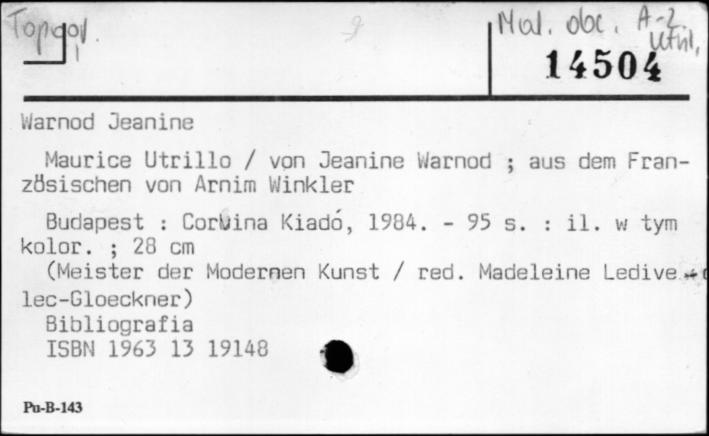 Mal. obc. A-2
14504
Warnod Jeanine
Maurice Utrillo / von Jeanine Warnod ; aus dem Fran-
zösischen von Arnim Winkler
Budapest : Corvina Kiadó, 1984. - 95 s. : il. w tym
kolor. ; 28 cm
(Meister der Modernen Kunst / red. Madeleine Ledive
lec-Gloeckner)
Bibliografia
ISBN 1963 13 19148
Pu-B-143